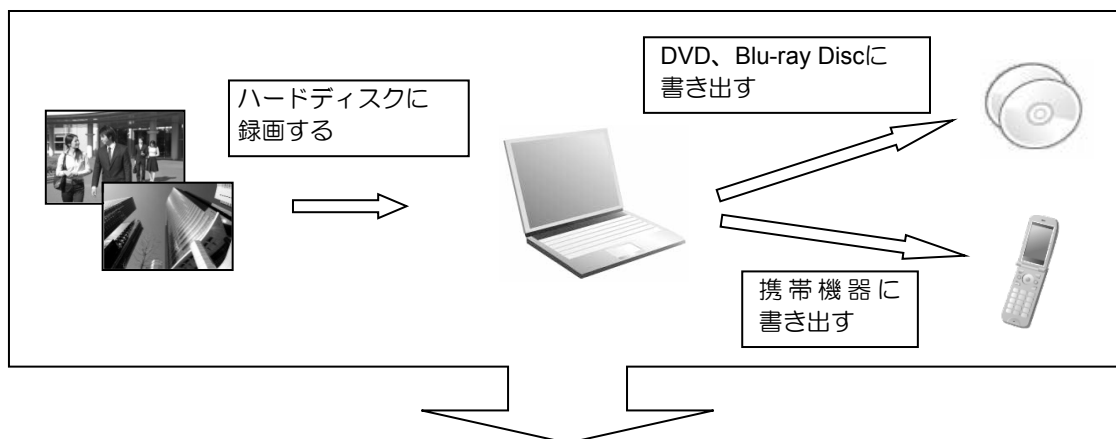 ハードディスクに
録画する
DVD、Blu-ray Discに
書き出す
携帯機器に
書き出す